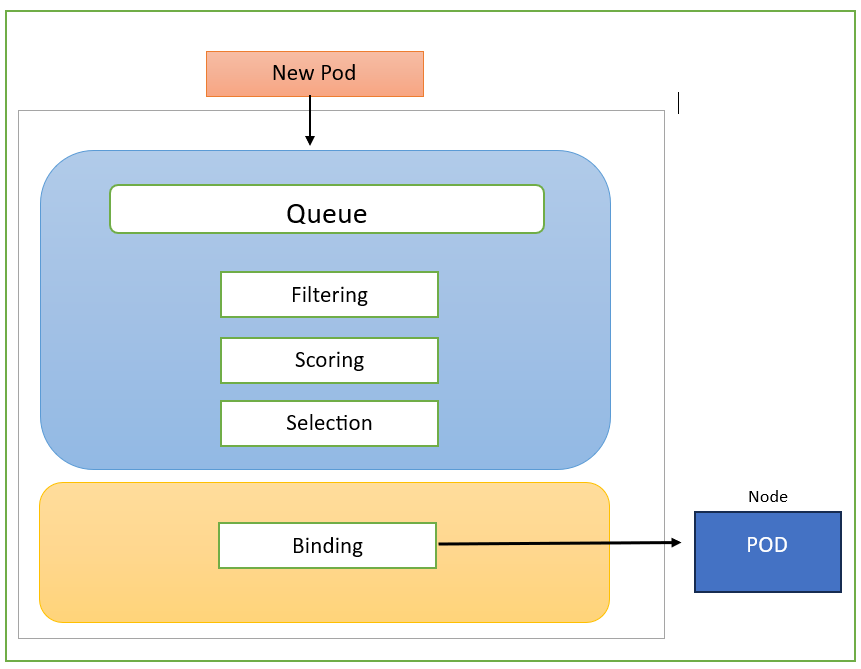 New Pod
Queue
Filtering
Scoring
Selection
Binding
Node
POD